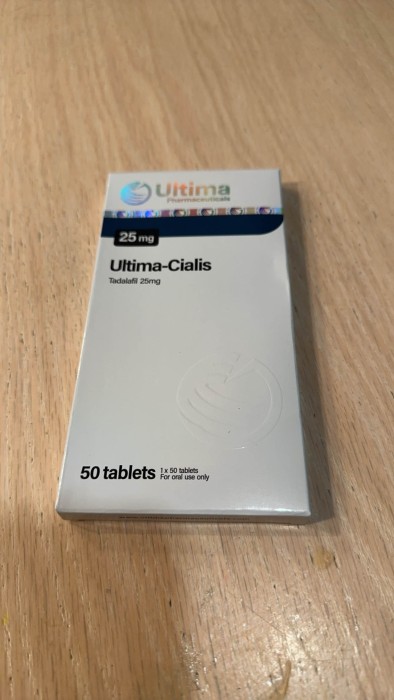 Ultima
Pharmaceuticals
25 mg
Ultima-Cialis
Tadalafil 25mg
50 tablets
1 x 50 tablets
For oral use only